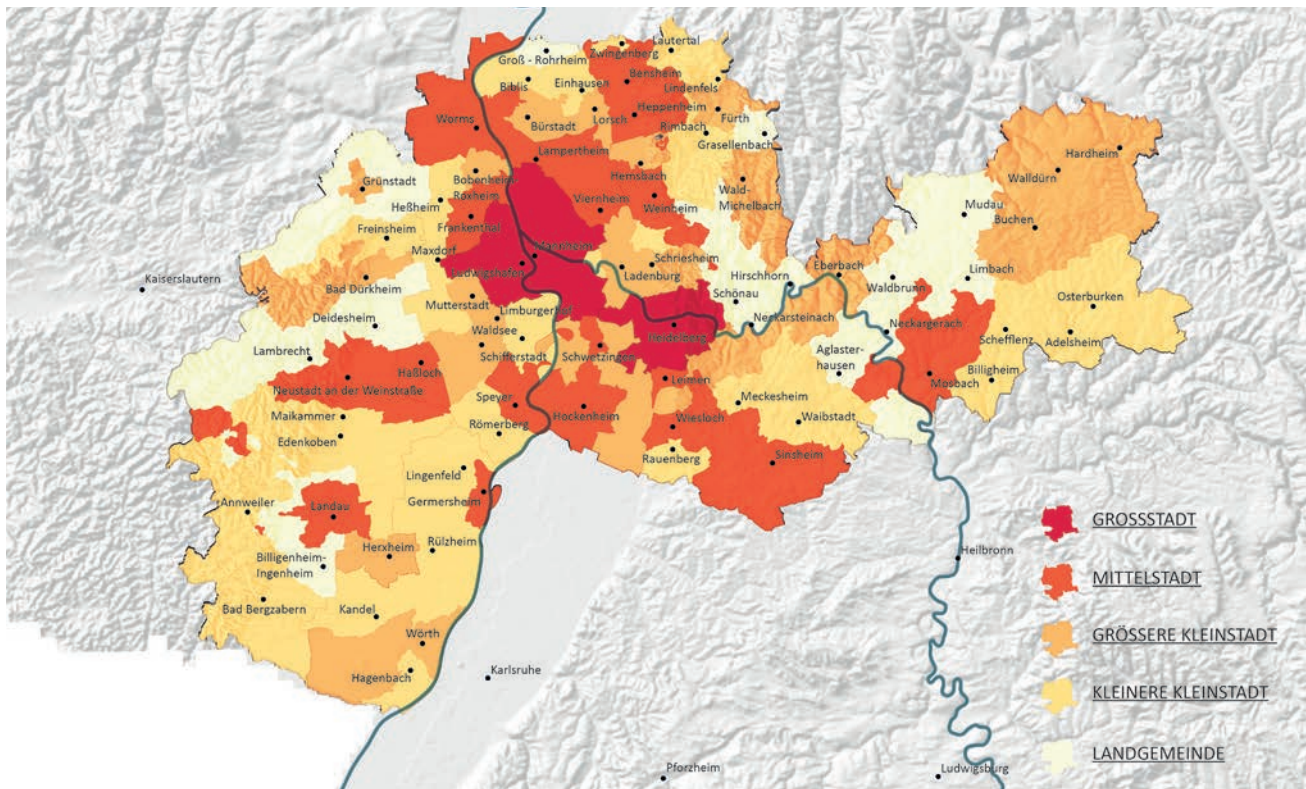 Groß - Rohrheim
Zwingenberg
Lautertal
Biblis
Einhausen
Bensheim
Lindenfels
Worms
Bürstadt
Lorsch
Heppenheim
Rimbach
Fürth
Grasellenbach
Lampertheim
Hemsbach
Wald-
Michelbach
Hardheim
Walldürn
Grünstadt
Bobenheim
Roxheim
Heßheim
Viernheim
Weinheim
Mudau
Buchen
Freinsheim
Frankenthal
Maxdorf
Ludwigshafen
Mannheim
Schriesheim
Ladenburg
Hirschhorn
Eberbach
Kaiserslautern
Bad Dürkheim
Mutterstadt
Limburgerhof
Schönau
Waldbrunn
Limbach
Osterburken
Deidesheim
Waldsee
Heidelberg
Neckarsteinach
Neckargerach
Schefflenz
Adelsheim
Lambrecht
Schifferstadt
Schwetzingen
Aglaster-
hausen
Haßloch
Neustadt an der Weinstraße
Leimen
Mosbach
Billigheim
Maikammer
Speyer
Hockenheim
Wiesloch
Meckesheim
Waibstadt
Edenkoben
Römerberg
Rauenberg
Sinsheim
Lingenfeld
Annweiler
Landau
Germersheim
Herxheim
Rülzheim
Billigenheim-
Ingenheim
Heilbronn
Bad Bergzabern
Kandel
Wörth
Hagenbach
Karlsruhe
Pforzheim
Ludwigsburg
GROSSSTADT
MITTELSTADT
GRÖSSERE KLEINSTADT
KLEINERE KLEINSTADT
LANDGEMEINDE